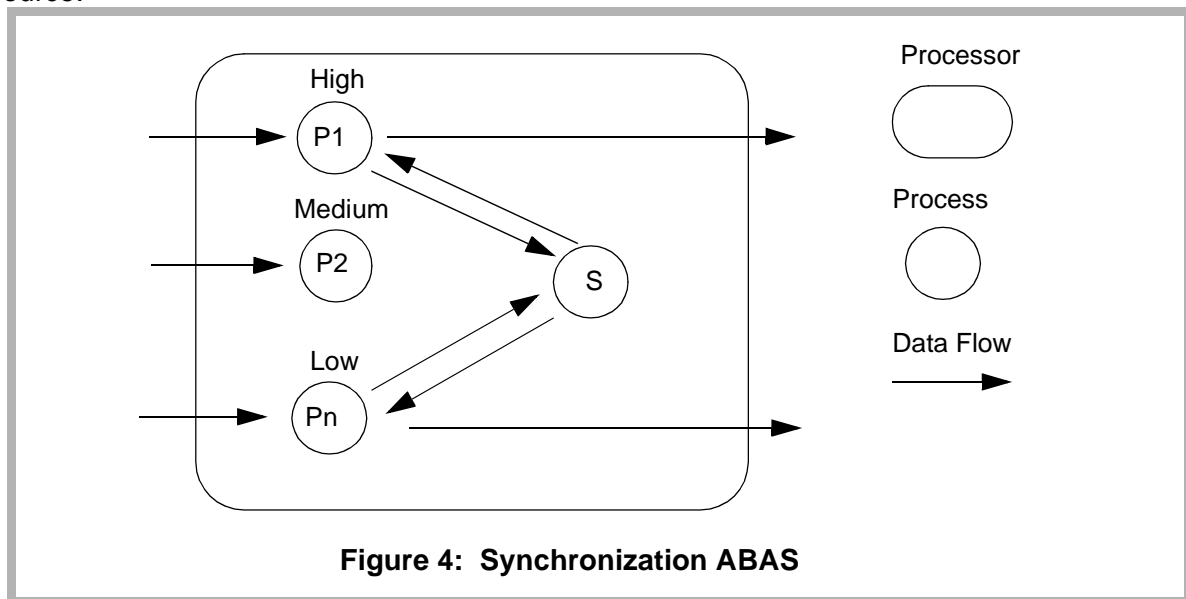 High
P1
Medium
P2
S
Low
Pn
Processor
Process
Data Flow
Figure 4: Synchronization ABAS